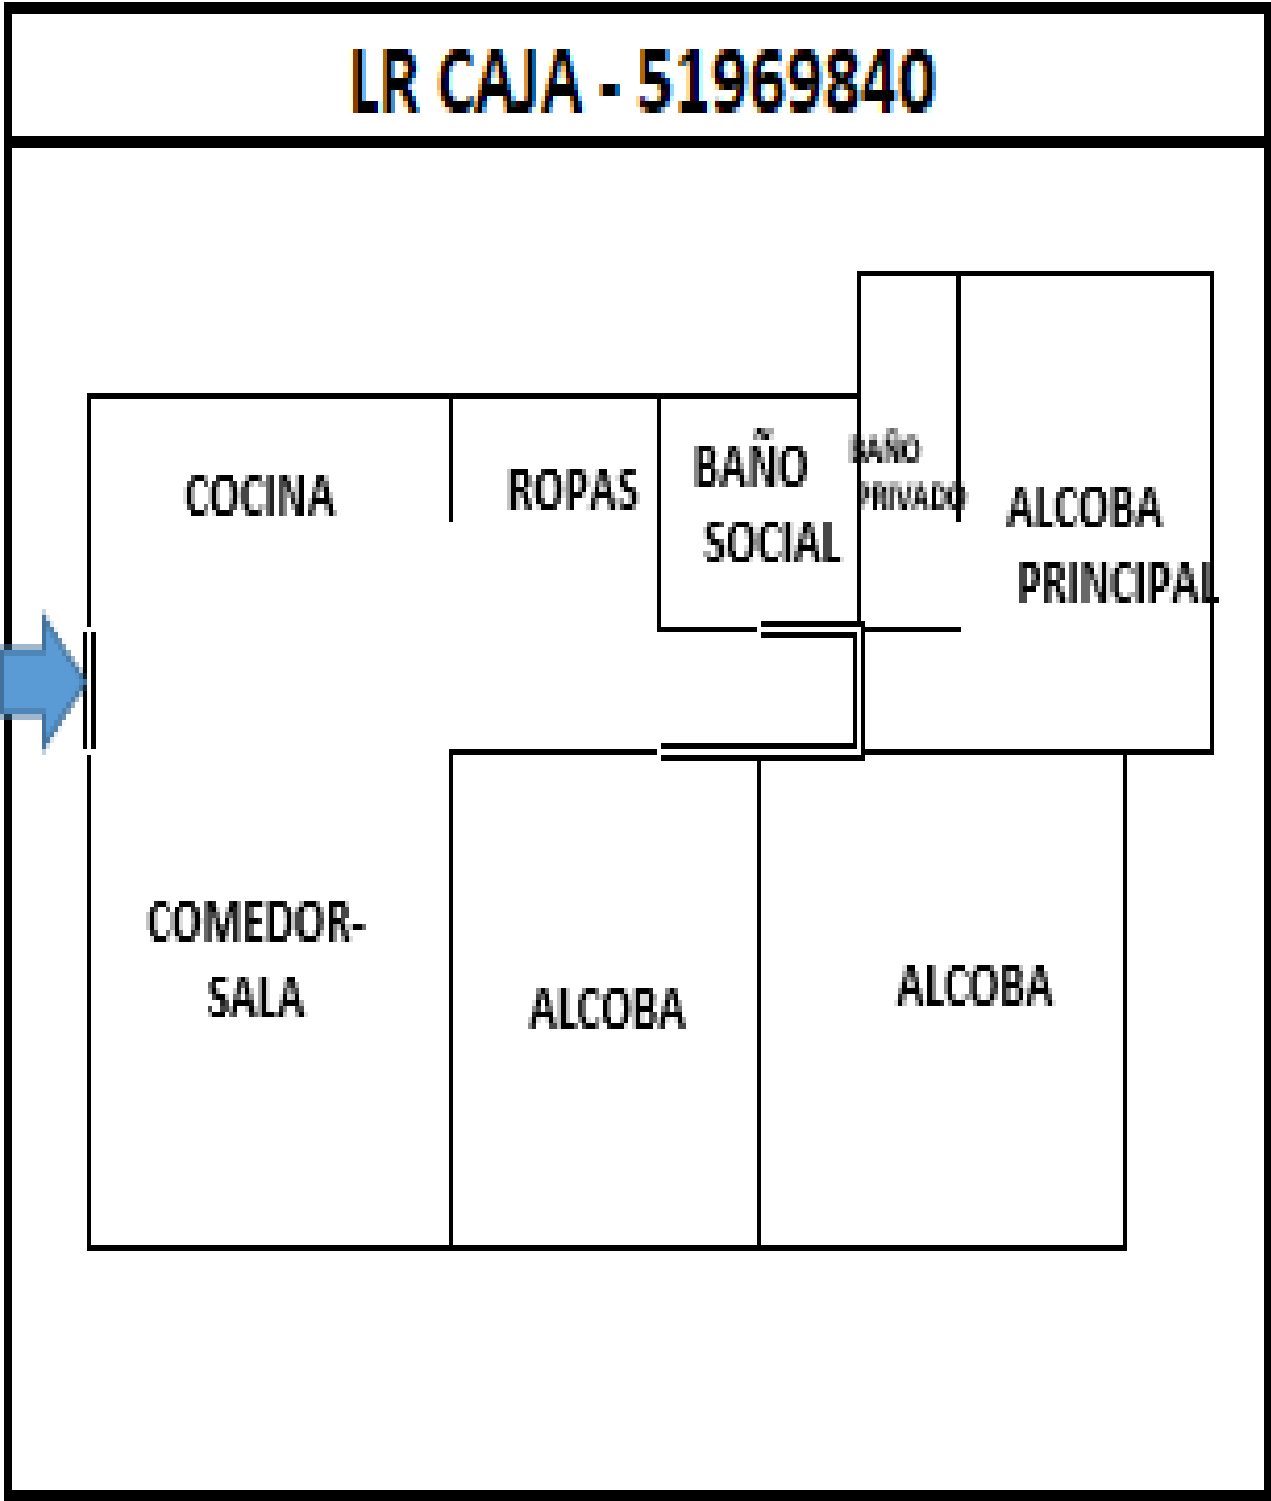 LR CAJA - 51969840
COCINA
ROPAS
BAÑO
SOCIAL
BAÑO
PRIVADO
ALCOBA
PRINCIPAL
COMEDOR-
SALA
ALCOBA
ALCOBA